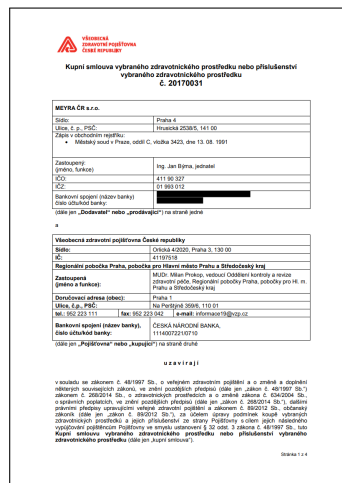 VŠEOBECNÁ
ZDRAVOTNÍ POJIŠŤOVNA
ČESKÉ REPUBLIKY
Kupní smlouva vybraného zdravotnického prostředku nebo příslušenství
vybraného zdravotnického prostředku
č. 20170031
MEYRA ČR s.r.o.
Sídlo: Praha 4
Ulice, č. p., PSČ: Hrusická 2538/5, 141 00
Zápis v obchodním rejstříku:
• Městský soud v Praze, oddíl C, vložka 3423, dne 13. 08. 1991
Zastoupený: (jméno, funkce) Ing. Jan Býma, jednatel
IČO: 411 90 327
IČZ: 01 993 012
Bankovní spojení (název banky)
číslo účtu/kód banky:
(dále jen „Dodavatel“ nebo „prodávající“) na straně jedné
a
Všeobecná zdravotní pojišťovna České republiky
Sídlo: Orlická 4/2020, Praha 3, 130 00
IČ: 41197518
Regionální pobočka Praha, pobočka pro Hlavní město Prahu a Středočeský kraj
Zastoupená (jméno a funkce): MUDr. Milan Prokop, vedoucí Oddělení kontroly a revize
zdravotní péče, Regionální pobočky Praha, pobočky pro Hl. m.
Prahu a Středočeský kraj
Doručovací adresa (obec): Praha 1
Ulice, č.p., PSČ: Na Perštýně 359/6, 110 01
tel.: 952 223 111 fax: 952 223 042 e-mail: informace19@vzp.cz
Bankovní spojení (název banky), ČESKÁ NÁRODNÍ BANKA,
číslo účtu/kód banky: 11140072210710
(dále jen „Pojišťovna“ nebo „kupující“) na straně druhé
uzavírají
v souladu se zákonem č. 48/1997 Sb., o veřejném zdravotním pojištění a o změně a doplnění
některých souvisejících zákonů, ve znění pozdějších předpisů (dále jen „zákon č. 48/1997 Sb.“)
zákonem č. 268/2014 Sb., o zdravotnických prostředcích a o změně zákona č. 634/2004 Sb.,
o správních poplatcích, ve znění pozdějších předpisů (dále jen „zákon č. 268/2014 Sb.“), dalšími
právními předpisy upravujícími veřejné zdravotní pojištění a zákonem č. 89/2012 Sb., občanský
zákoník (dále jen „zákon č. 89/2012 Sb.“), za účelem úpravy podmínek koupě vybraných
zdravotnických prostředků a jejich příslušenství ze strany Pojišťovny s cílem jejich následného
vypůjčování pojištěncům Pojišťovny ve smyslu ustanovení § 32 odst. 3 zákona č. 48/1997 Sb., tuto
Kupní smlouvu vybraného zdravotnického prostředku nebo příslušenství vybraného
zdravotnického prostředku (dále jen „kupní smlouva“).
Stránka 1 z 4